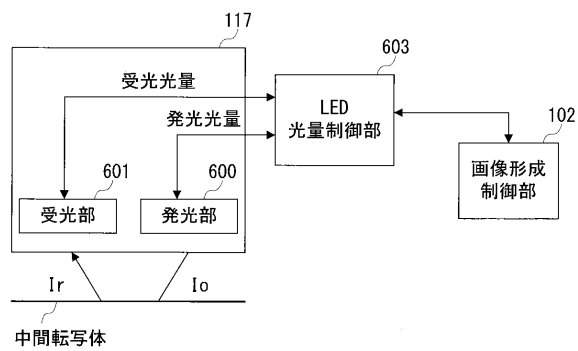 117
603
受光光量
LED
光量制御部
発光光量
102
画像形成
制御部
601
600
受光部
発光部
Ir
Io
中間転写体